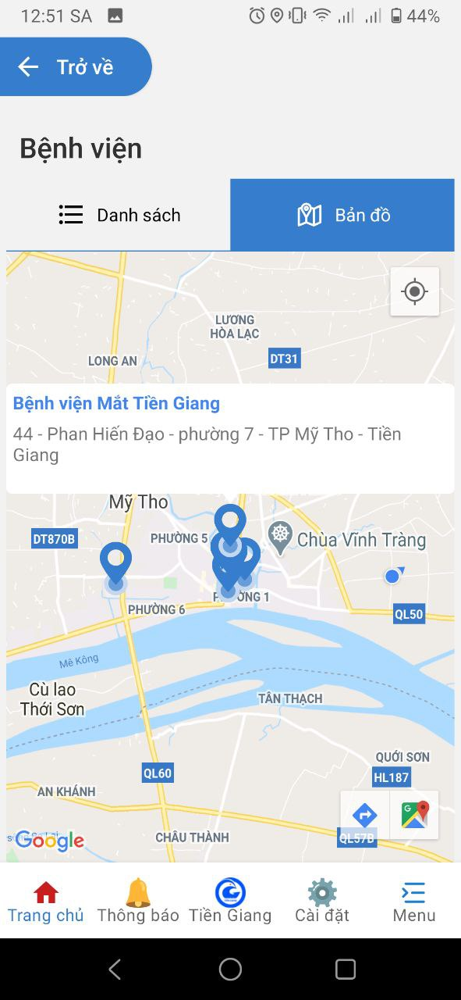 12:51 SA
44%
Trở về
Bệnh viện
Danh sách
Bản đồ
LƯƠNG
HÒA LẠC
LONG AN
DT31
Bệnh viện Mắt Tiền Giang
44 - Phan Hiến Đạo - phường 7 - TP Mỹ Tho - Tiền
Giang
Mỹ Tho
DT870B
PHƯỜNG 5
Chùa Vĩnh Tràng
PHƯỜNG 1
PHƯỜNG 6
QL50
Mê Kông
Cù lao
Thới Sơn
TÂN THẠCH
QUỚI SƠN
QL60
HL187
AN KHÁNH
CHÂU THÀNH
QL57B
Google
Trang chủ
Thông báo
Tiền Giang
Cài đặt
Menu